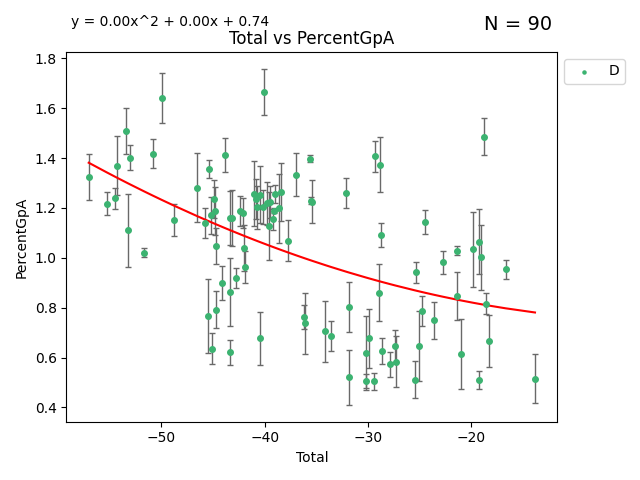 y = 0.00x^2 + 0.00x + 0.74
N = 90
Total vs PercentGpA
D
1.8
1.6
1.4
1.2
1.0
0.8
0.6
0.4
PercentGpA
−50 −40 −30 −20
Total